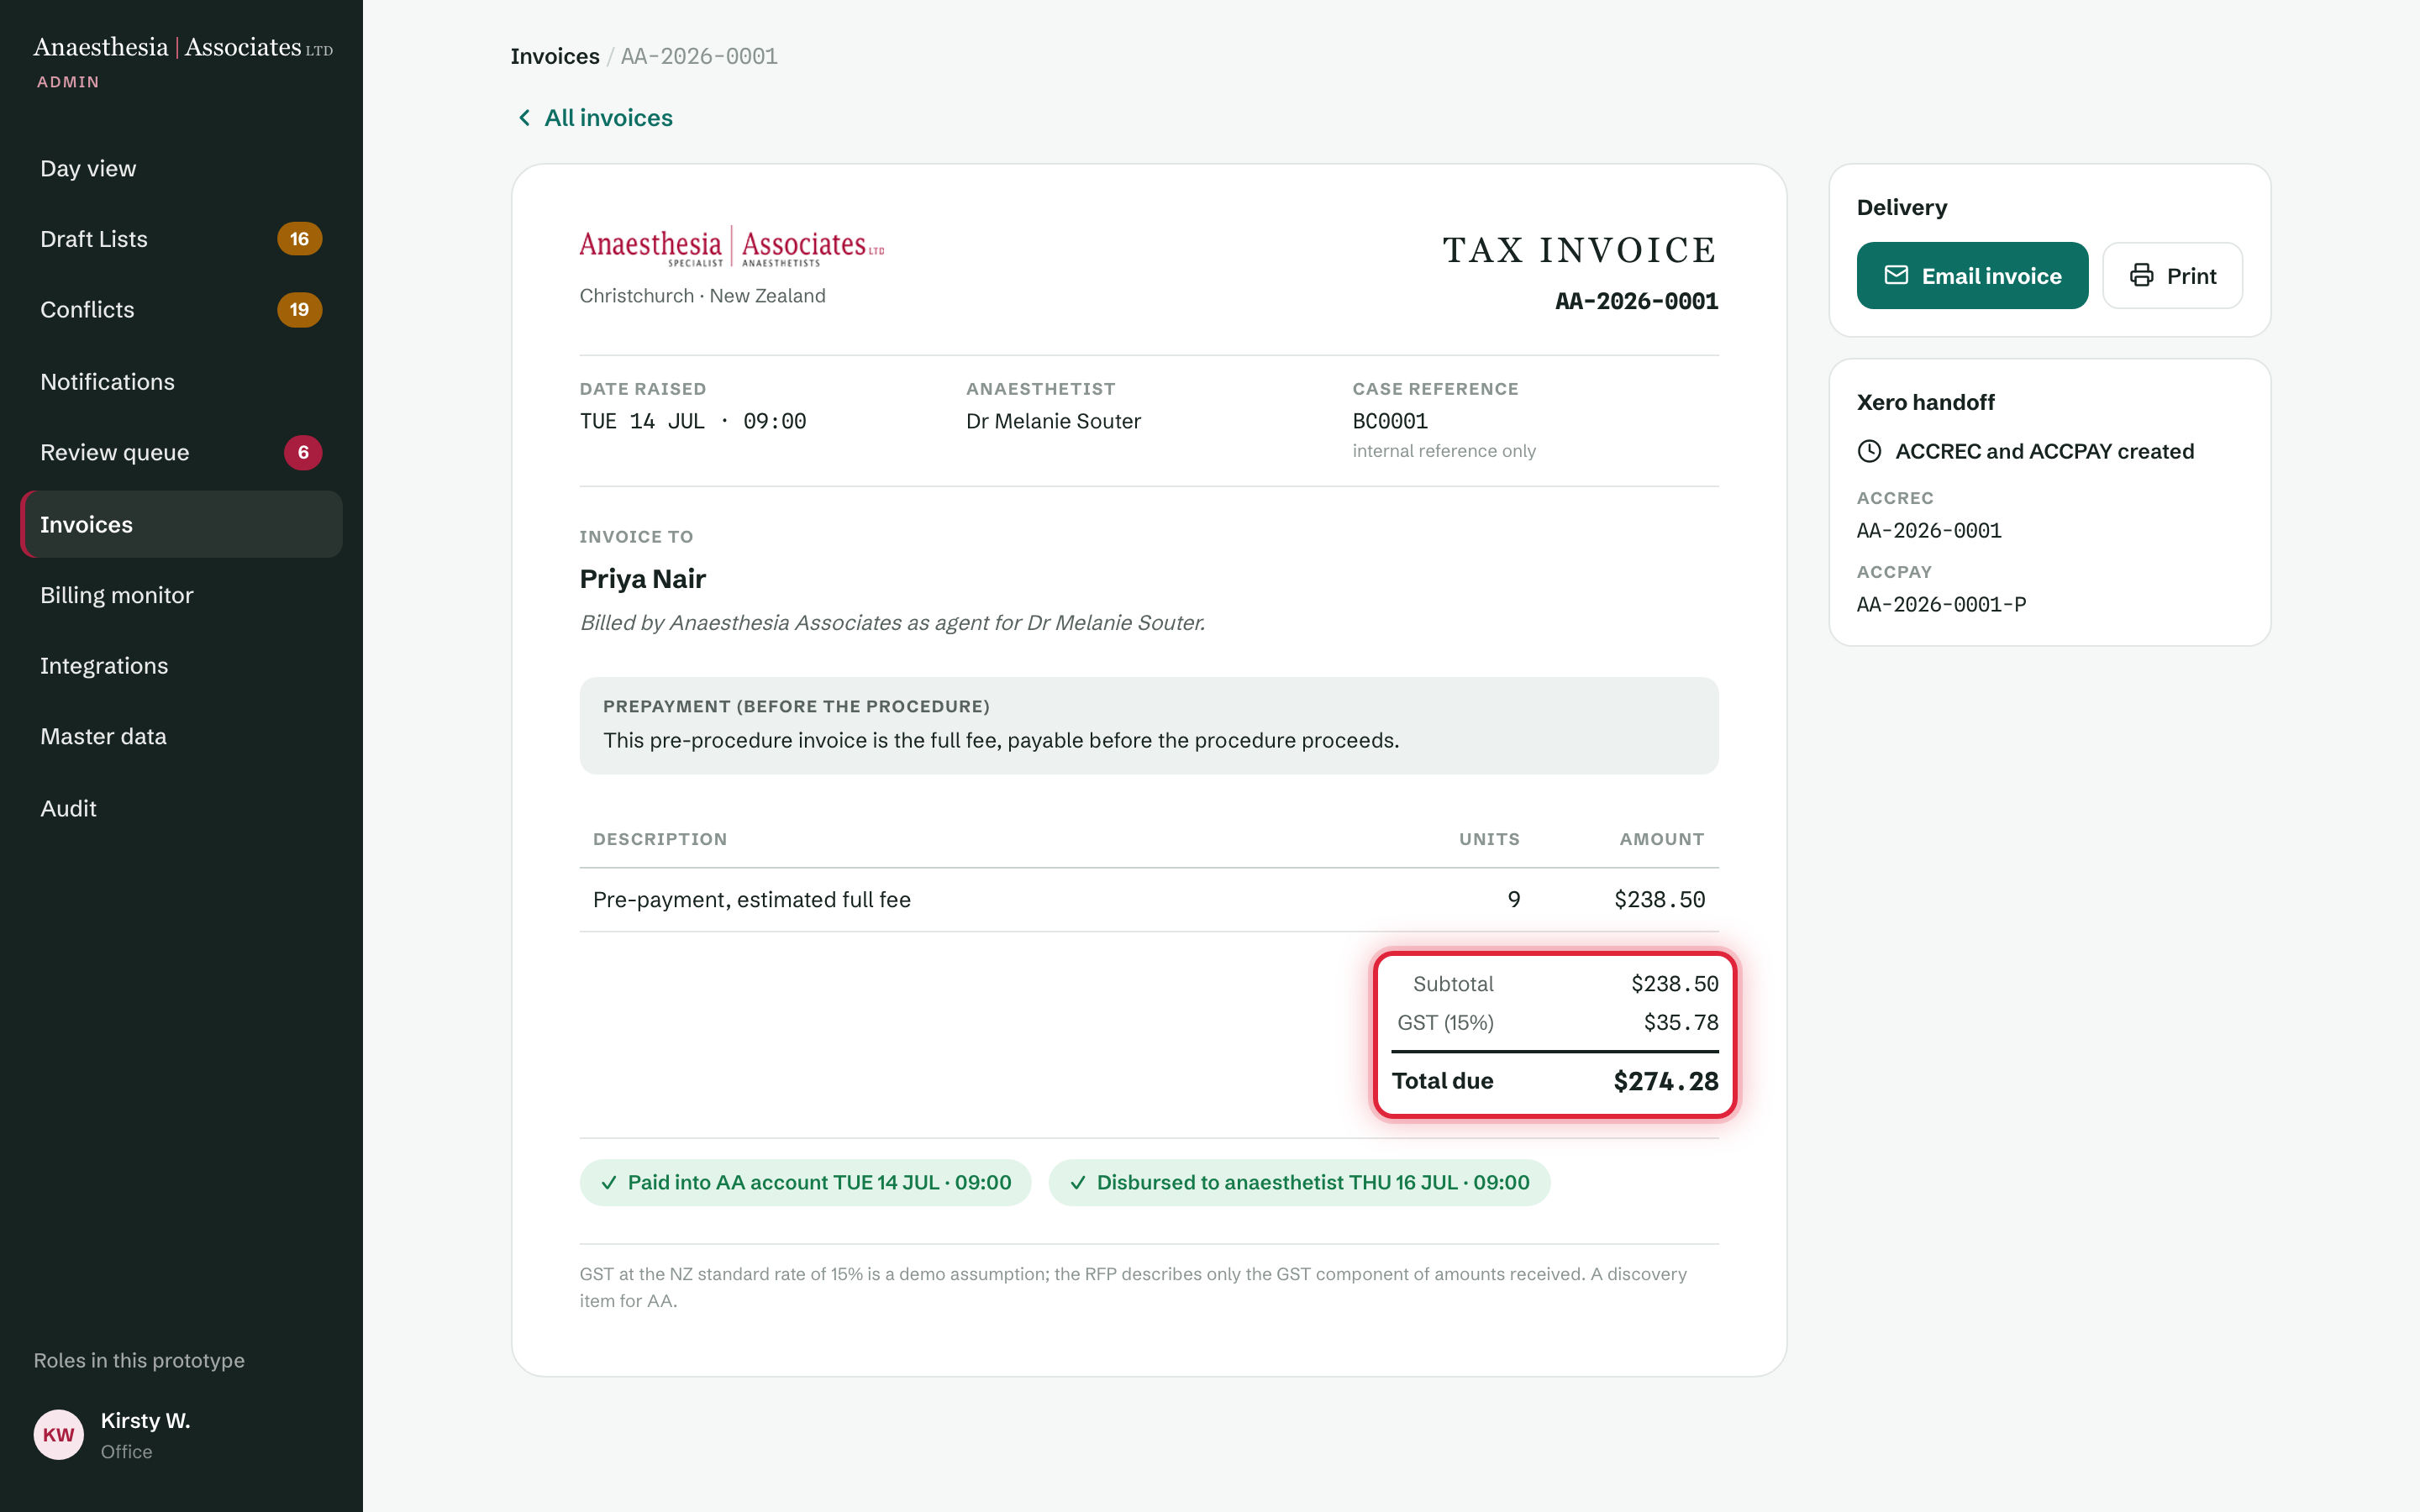 Anaesthesia | Associates LTD
ADMIN
Day view
Draft Lists 16
Conflicts 19
Notifications
Review queue 6
Invoices
Billing monitor
Integrations
Master data
Audit
Roles in this prototype
KW
Kirsty W.
Office
Invoices / AA-2026-0001
All invoices
Anaesthesia | Associates LTD
SPECIALIST ANAESTHETISTS
Christchurch · New Zealand
TAX INVOICE
AA-2026-0001
DATE RAISED
TUE 14 JUL · 09:00
ANAESTHETIST
Dr Melanie Souter
CASE REFERENCE
BC0001
internal reference only
INVOICE TO
Priya Nair
Billed by Anaesthesia Associates as agent for Dr Melanie Souter.
PREPAYMENT (BEFORE THE PROCEDURE)
This pre-procedure invoice is the full fee, payable before the procedure proceeds.
DESCRIPTION UNITS AMOUNT
Pre-payment, estimated full fee 9 $238.50
Subtotal $238.50
GST (15%) $35.78
Total due $274.28
Paid into AA account TUE 14 JUL · 09:00
Disbursed to anaesthetist THU 16 JUL · 09:00
GST at the NZ standard rate of 15% is a demo assumption; the RFP describes only the GST component of amounts received. A discovery
item for AA.
Delivery
Email invoice
Print
Xero handoff
ACCREC and ACCPAY created
ACCREC
AA-2026-0001
ACCPAY
AA-2026-0001-P